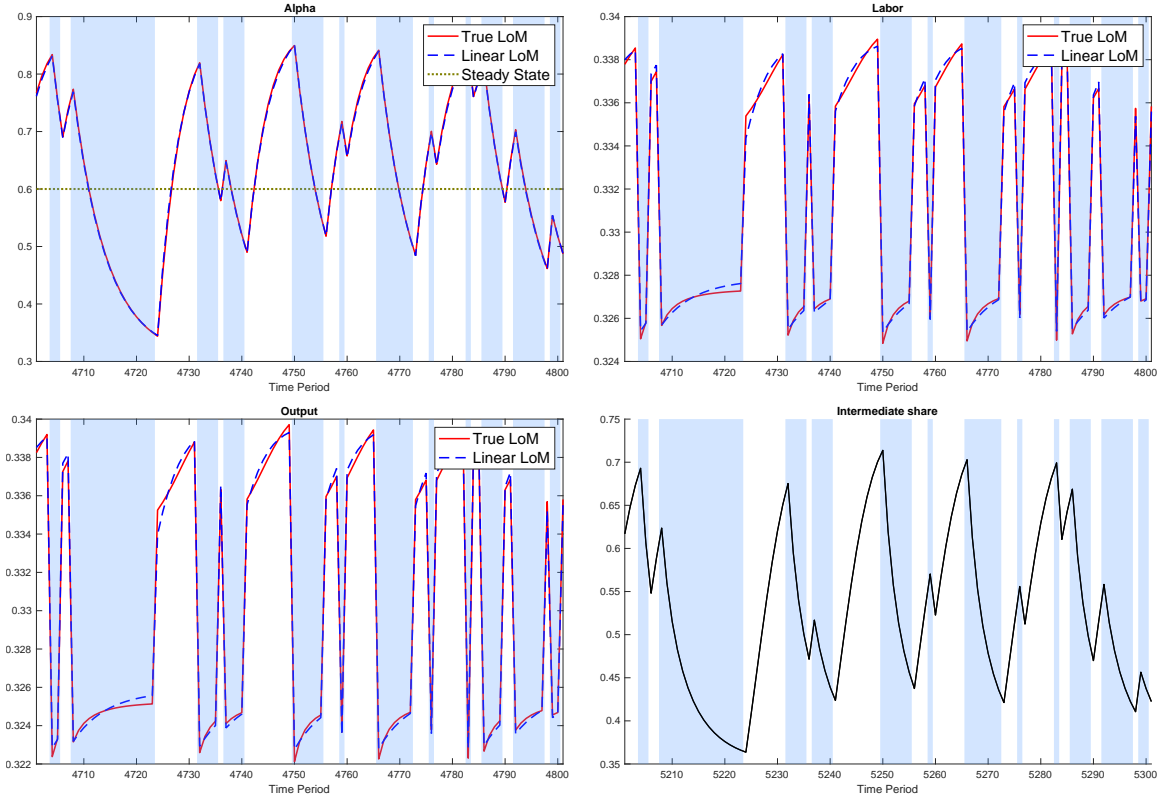 Alpha
0.9
0.8
0.7
0.6
0.5
0.4
0.3
True LoM
Linear LoM
Steady State
4710 4720 4730 4740 4750 4760 4770 4780 4790 4800
Time Period
Labor
0.34
0.338
0.336
0.334
0.332
0.33
0.328
0.326
0.324
True LoM
Linear LoM
4710 4720 4730 4740 4750 4760 4770 4780 4790 4800
Time Period
Output
0.34
0.338
0.336
0.334
0.332
0.33
0.328
0.326
0.324
0.322
True LoM
Linear LoM
4710 4720 4730 4740 4750 4760 4770 4780 4790 4800
Time Period
Intermediate share
0.75
0.7
0.65
0.6
0.55
0.5
0.45
0.4
0.35
5210 5220 5230 5240 5250 5260 5270 5280 5290 5300
Time Period